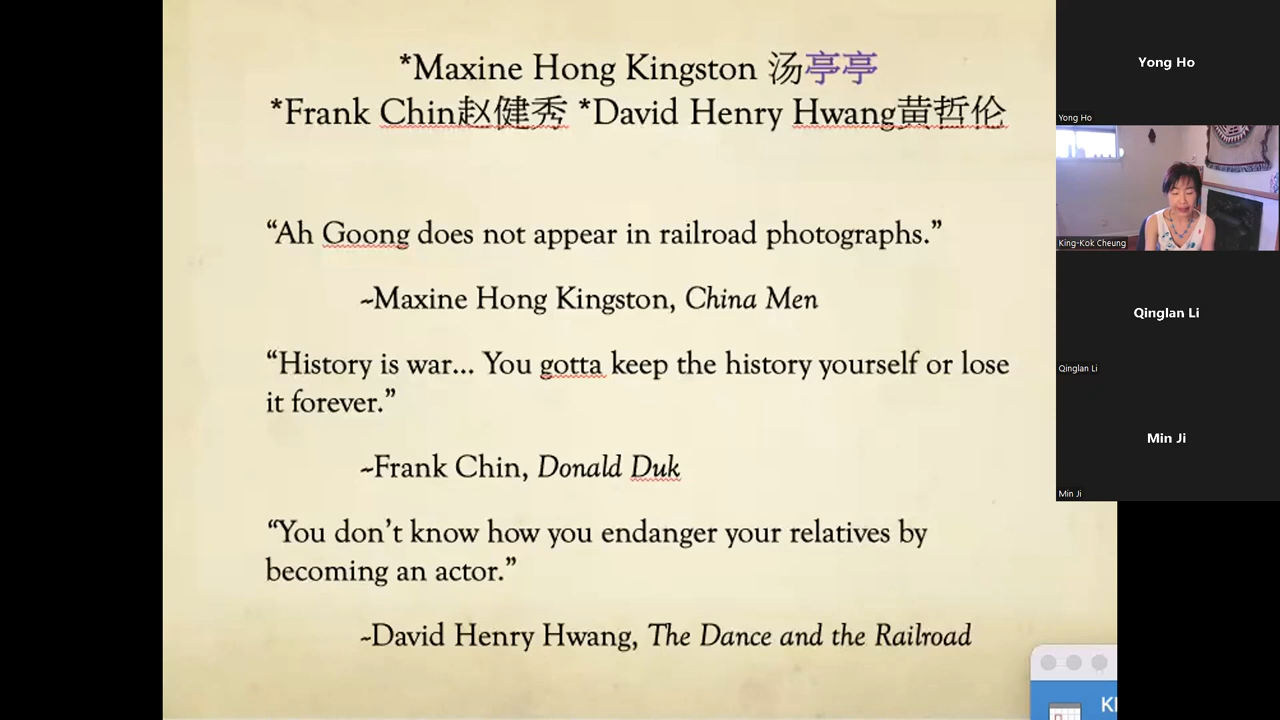 *Maxine Hong Kingston 汤亭亭
*Frank Chin赵健秀 *David Henry Hwang黄哲伦
“Ah Goong does not appear in railroad photographs.”
~Maxine Hong Kingston, China Men
“History is war... You gotta keep the history yourself or lose
it forever.”
~Frank Chin, Donald Duk
“You don’t know how you endanger your relatives by
becoming an actor.”
~David Henry Hwang, The Dance and the Railroad
Yong Ho
Yong Ho
King-Kok Cheung
Qinglan Li
Qinglan Li
Min Ji
Min Ji